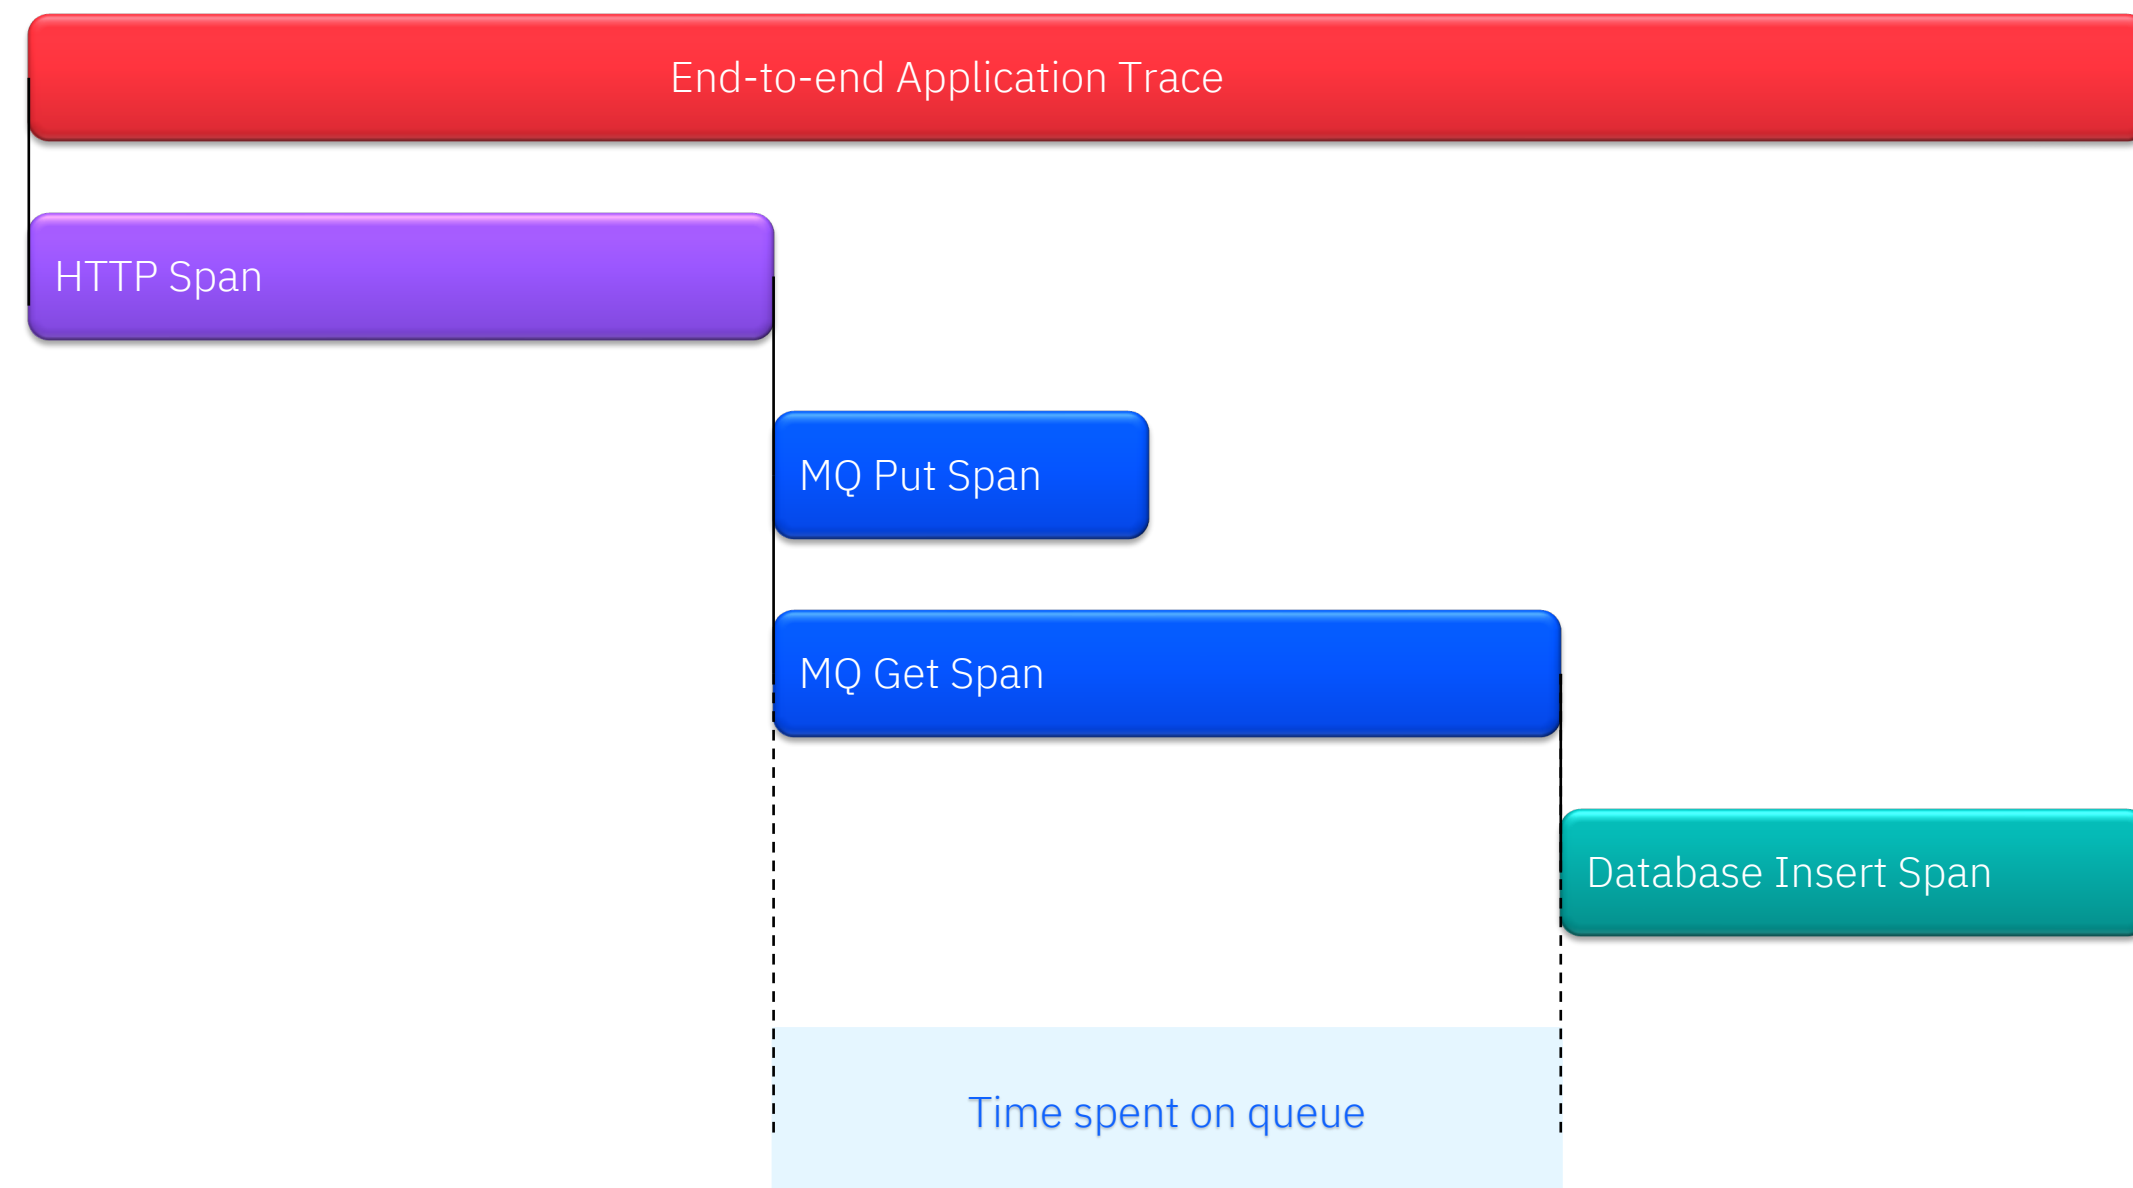 End-to-end Application Trace
HTTP Span
MQ Put Span
MQ Get Span
Database Insert Span
Time spent on queue